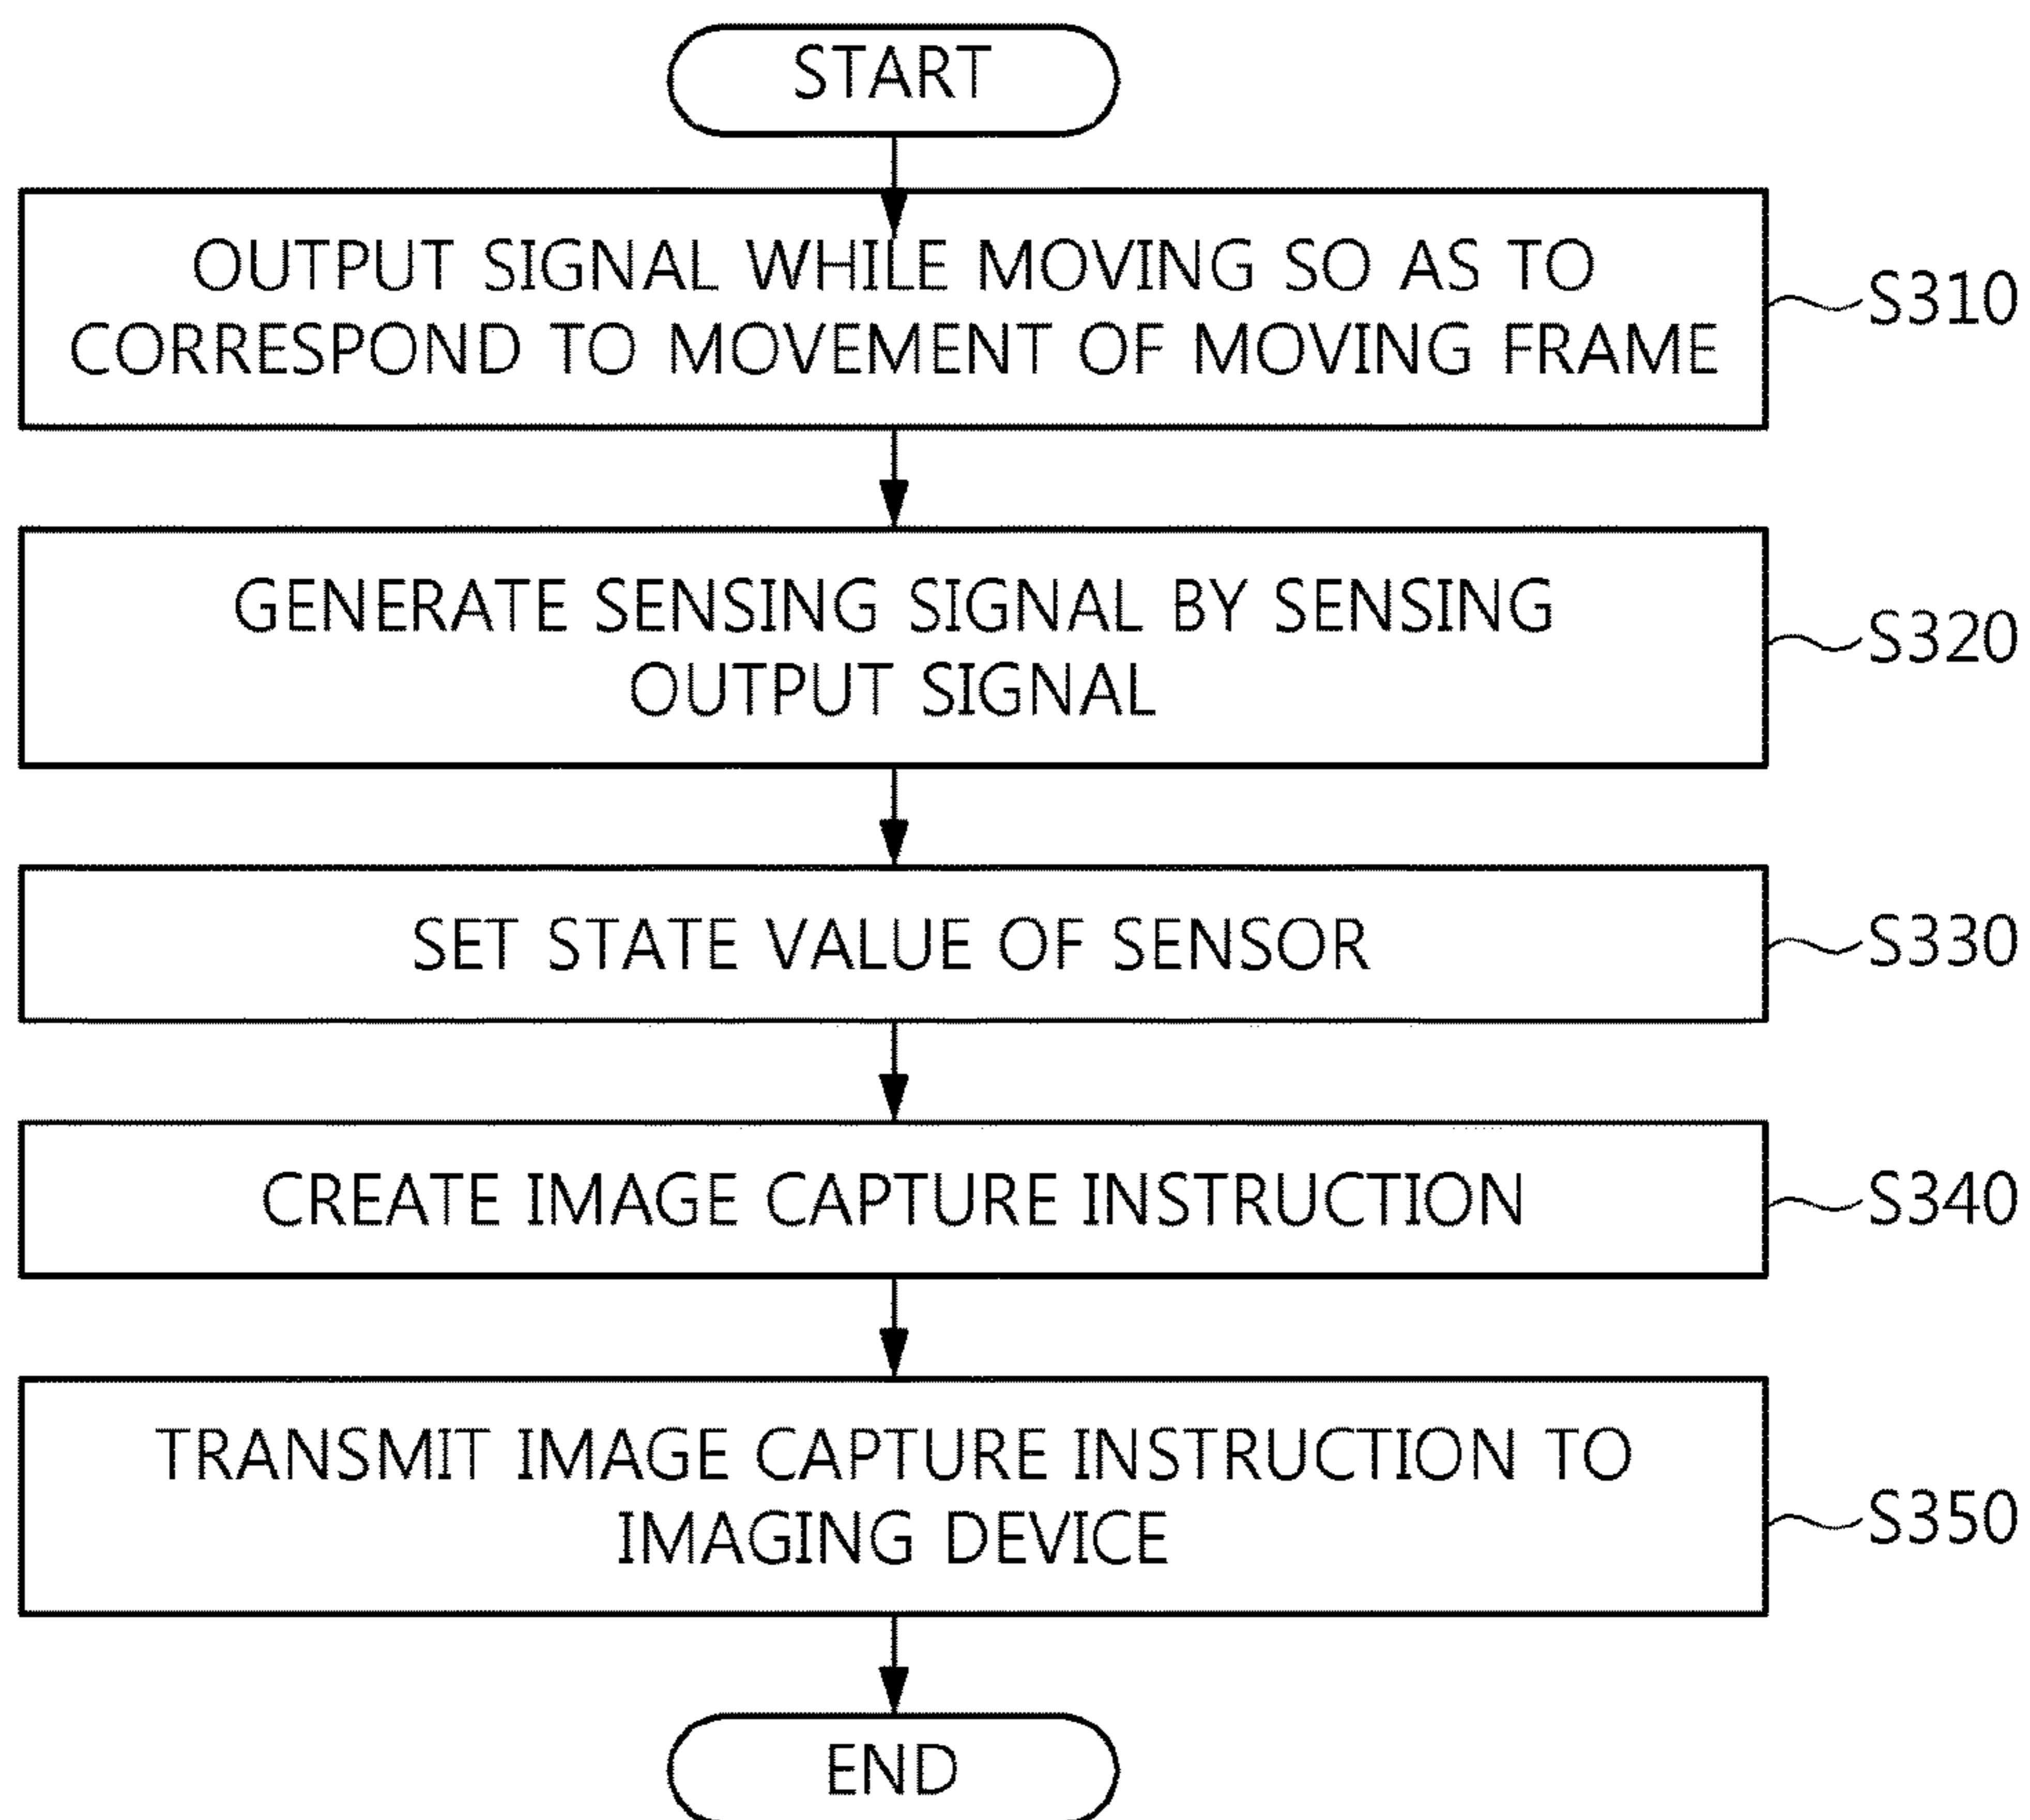 START
OUTPUT SIGNAL WHILE MOVING SO AS TO
CORRESPOND TO MOVEMENT OF MOVING FRAME
S310
GENERATE SENSING SIGNAL BY SENSING
OUTPUT SIGNAL
S320
SET STATE VALUE OF SENSOR
S330
CREATE IMAGE CAPTURE INSTRUCTION
S340
TRANSMIT IMAGE CAPTURE INSTRUCTION TO
IMAGING DEVICE
S350
END